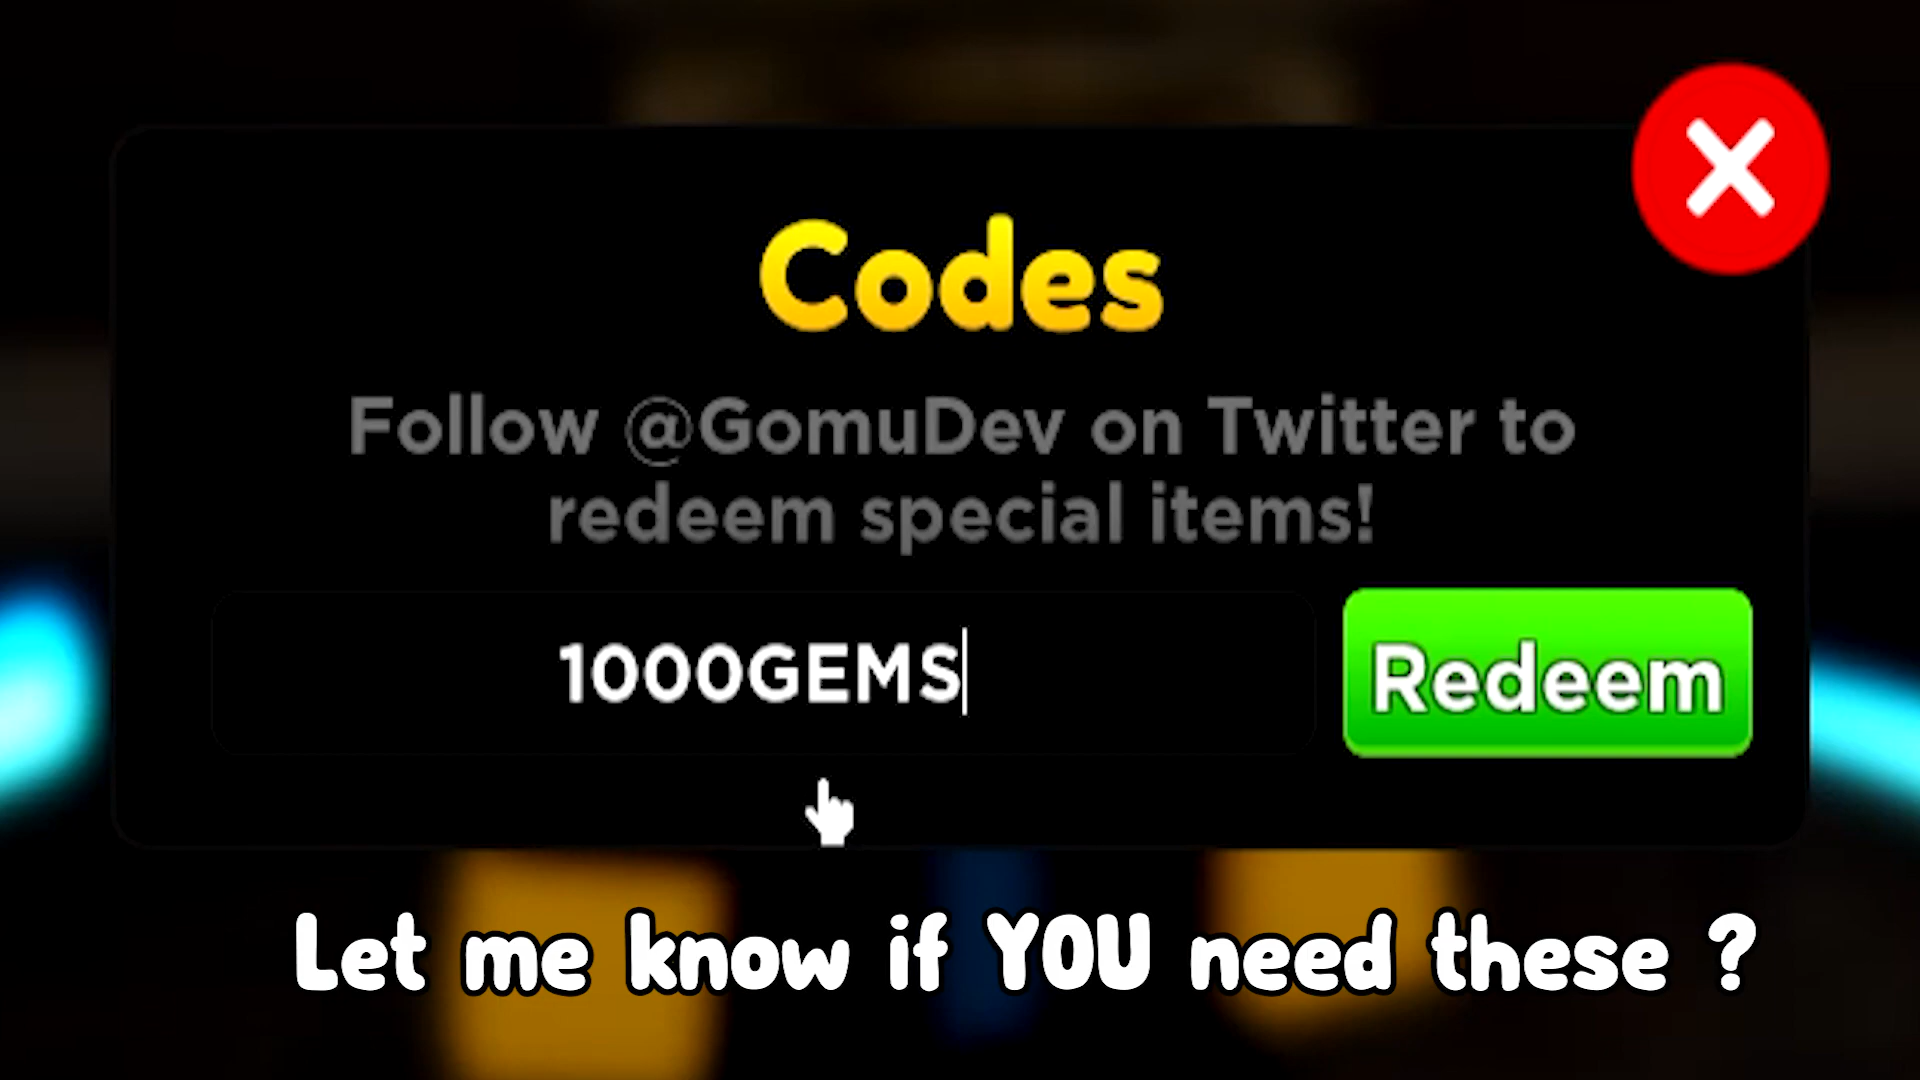 Codes
Follow @GomuDev on Twitter to
redeem special items!
1000GEMS
Redeem
Let me know if YOU need these ?